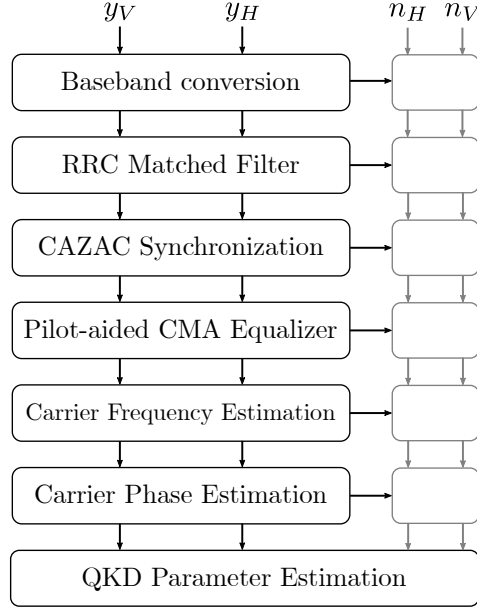 y_V y_H n_H n_V
Baseband conversion
RRC Matched Filter
CAZAC Synchronization
Pilot-aided CMA Equalizer
Carrier Frequency Estimation
Carrier Phase Estimation
QKD Parameter Estimation